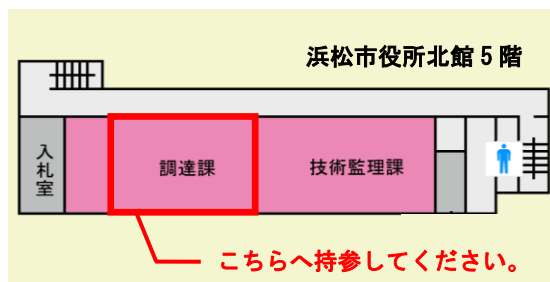 浜松市役所北館5階
入札室
調達課
技術監理課
こちらへ持参してください。